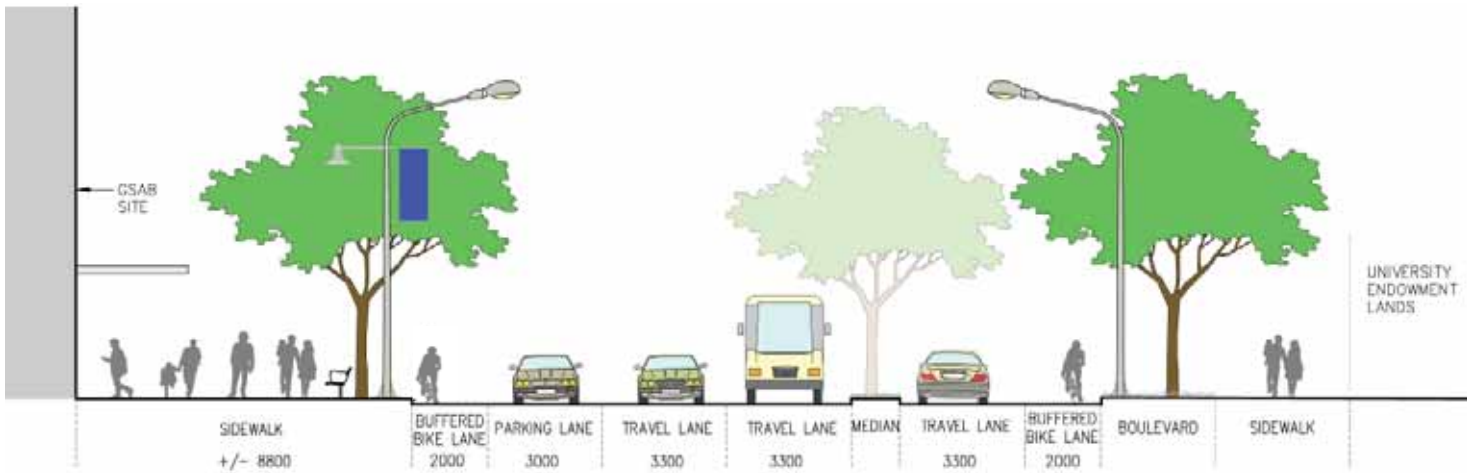 GSAB
SITE
UNIVERSITY
ENDOWMENT
LANDS
SIDEWALK
+/- 8800
BUFFERED
BIKE LANE
2000
PARKING LANE
3000
TRAVEL LANE
3300
TRAVEL LANE
3300
MEDIAN
TRAVEL LANE
3300
BUFFERED
BIKE LANE
2000
BOULEVARD
SIDEWALK